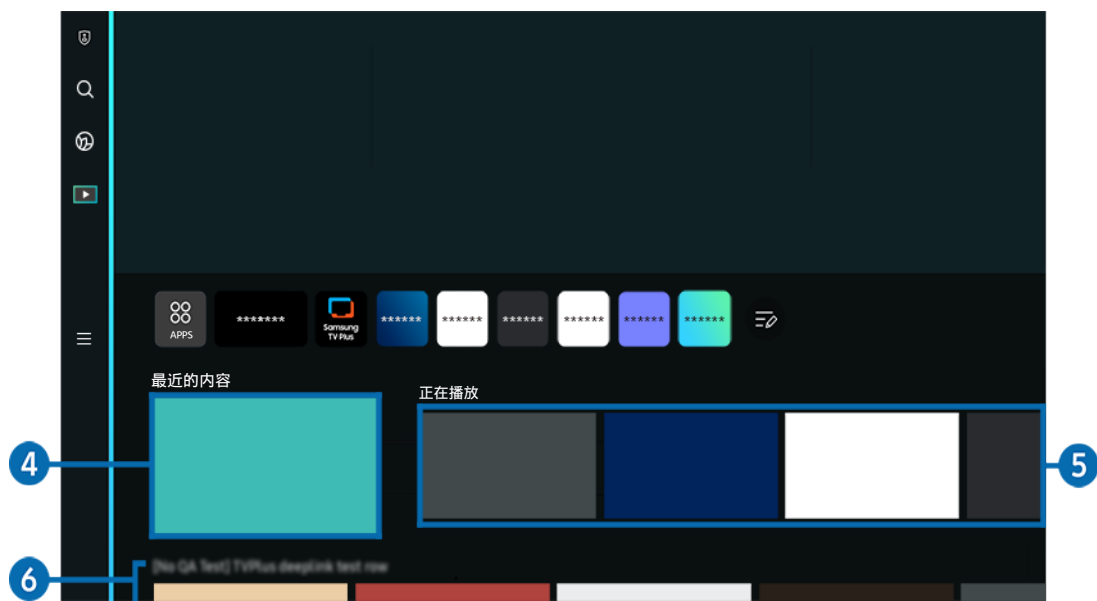 APPS
*******
Samsung
TV Plus
******
******
******
******
******
******
最近的内容
正在播放
4
5
[No QA Test] TVPlus deeplink test row
6